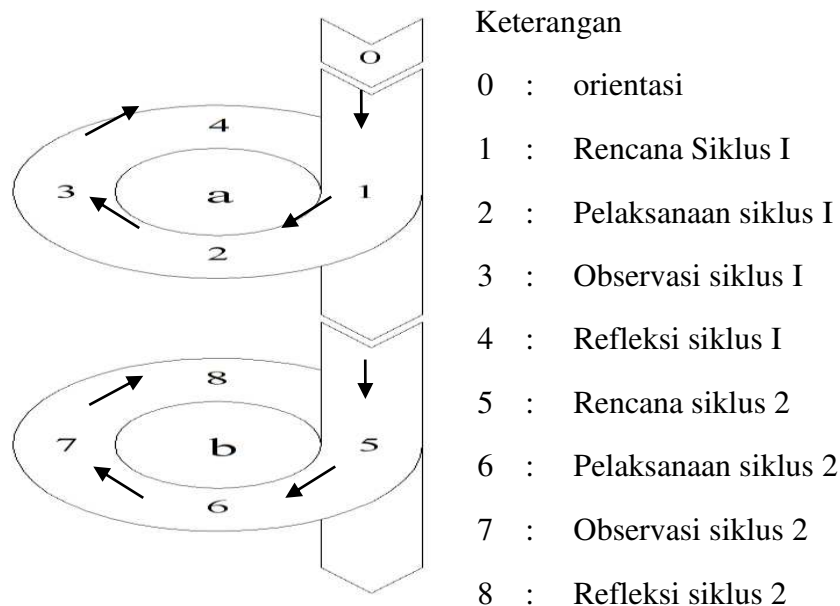 0
4
3
a
1
2
8
7
b
5
6
Keterangan
0 : orientasi
1 : Rencana Siklus I
2 : Pelaksanaan siklus I
3 : Observasi siklus I
4 : Refleksi siklus I
5 : Rencana siklus 2
6 : Pelaksanaan siklus 2
7 : Observasi siklus 2
8 : Refleksi siklus 2